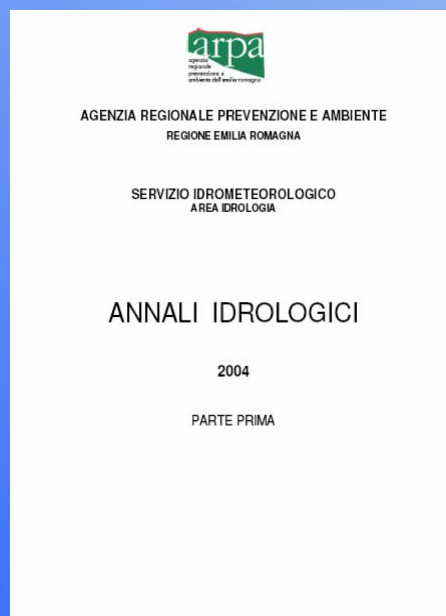 arpa
agenzia
regionale
prevenzione e
ambiente dell'emilia-romagna
AGENZIA REGIONALE PREVENZIONE E AMBIENTE
REGIONE EMILIA ROMAGNA
SERVIZIO IDROMETEOROLOGICO
AREA IDROLOGIA
ANNALI IDROLOGICI
2004
PARTE PRIMA